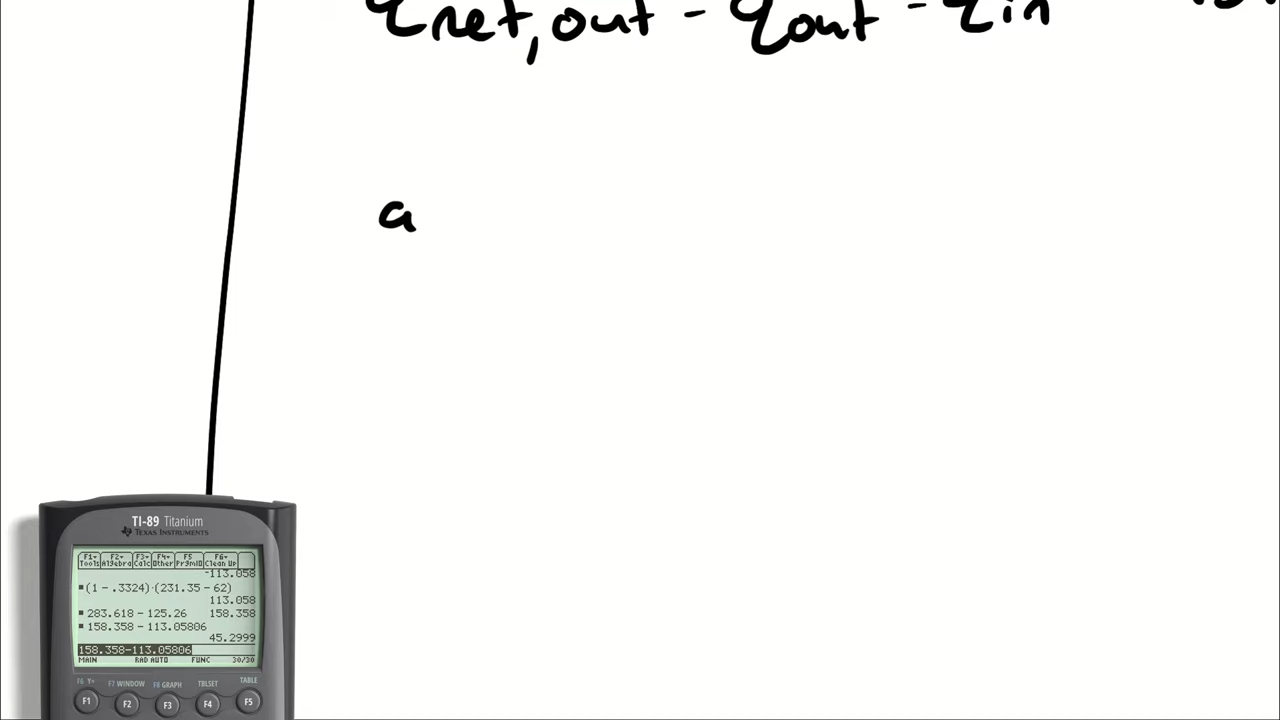 qnet,out = qout - qin
a
TI-89 Titanium
TEXAS INSTRUMENTS
F1 F2 F3 F4 F5 F6
Tools Algebra Calc Other PrgmIO Clean Up
-113.058
(1 - .3324)·(231.35 - 62)
113.058
283.618 - 125.26 158.358
158.358 - 113.05806
45.2999
158.358-113.05806
MAIN RAD AUTO FUNC 30/30
F6 Y= F7 WINDOW F8 GRAPH TBLSET TABLE
F1 F2 F3 F4 F5